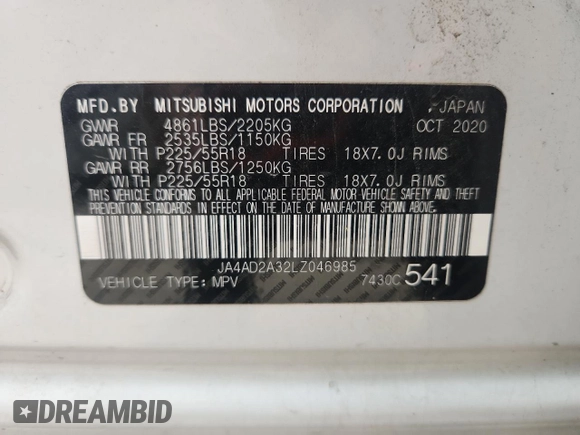 MFD.BY MITSUBISHI MOTORS CORPORATION JAPAN
GVWR 4861LBS/2205KG OCT 2020
GAWR FR 2535LBS/1150KG
WITH P225/55R18 TIRES 18X7.0J RIMS
GAWR RR 2756LBS/1250KG
WITH P225/55R18 TIRES 18X7.0J RIMS
THIS VEHICLE CONFORMS TO ALL APPLICABLE FEDERAL MOTOR VEHICLE SAFETY AND THEFT
PREVENTION STANDARDS IN EFFECT ON THE DATE OF MANUFACTURE SHOWN ABOVE.
JA4AD2A32LZ046985
VEHICLE TYPE: MPV 7430C 541
DREAMBID